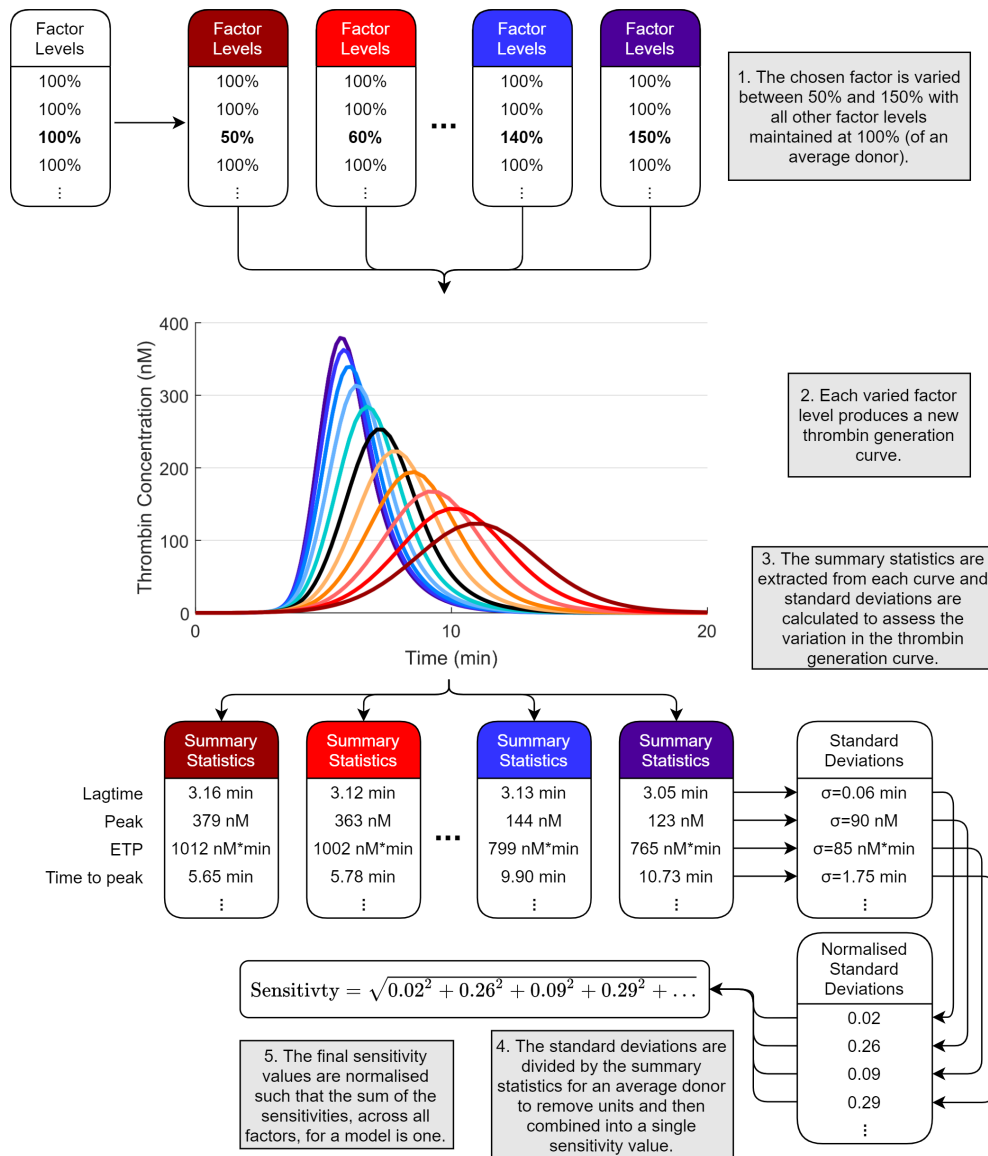 Factor
Levels
100%
100%
100%
100%
⋮
Factor
Levels
100%
100%
50%
100%
⋮
Factor
Levels
100%
100%
60%
100%
⋮
...
Factor
Levels
100%
100%
140%
100%
⋮
Factor
Levels
100%
100%
150%
100%
⋮
1. The chosen factor is varied
between 50% and 150% with
all other factor levels
maintained at 100% (of an
average donor).
Thrombin Concentration (nM)
400
300
200
100
0
0
10
20
Time (min)
2. Each varied factor
level produces a new
thrombin generation
curve.
3. The summary statistics are
extracted from each curve and
standard deviations are
calculated to assess the
variation in the thrombin
generation curve.
Lagtime
Peak
ETP
Time to peak
Summary
Statistics
3.16 min
379 nM
1012 nM*min
5.65 min
⋮
Summary
Statistics
3.12 min
363 nM
1002 nM*min
5.78 min
⋮
...
Summary
Statistics
3.13 min
144 nM
799 nM*min
9.90 min
⋮
Summary
Statistics
3.05 min
123 nM
765 nM*min
10.73 min
⋮
Standard
Deviations
σ=0.06 min
σ=90 nM
σ=85 nM*min
σ=1.75 min
⋮
Normalised
Standard
Deviations
0.02
0.26
0.09
0.29
⋮
Sensitivty = √0.02² + 0.26² + 0.09² + 0.29² + ...
4. The standard deviations are
divided by the summary
statistics for an average donor
to remove units and then
combined into a single
sensitivity value.
5. The final sensitivity
values are normalised
such that the sum of the
sensitivities, across all
factors, for a model is one.